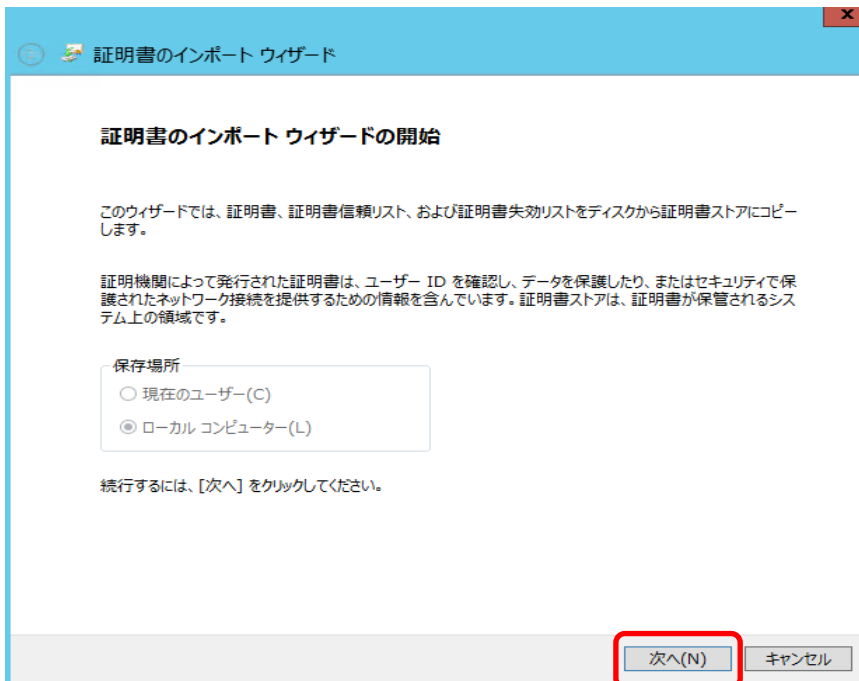 x
証明書のインポート ウィザード
証明書のインポート ウィザードの開始
このウィザードでは、証明書、証明書信頼リスト、および証明書失効リストをディスクから証明書ストアにコピー
します。
証明機関によって発行された証明書は、ユーザー ID を確認し、データを保護したり、またはセキュリティで保
護されたネットワーク接続を提供するための情報を含んでいます。証明書ストアは、証明書が保管されるシス
テム上の領域です。
保存場所
現在のユーザー(C)
ローカル コンピューター(L)
続行するには、[次へ] をクリックしてください。
次へ(N)
キャンセル